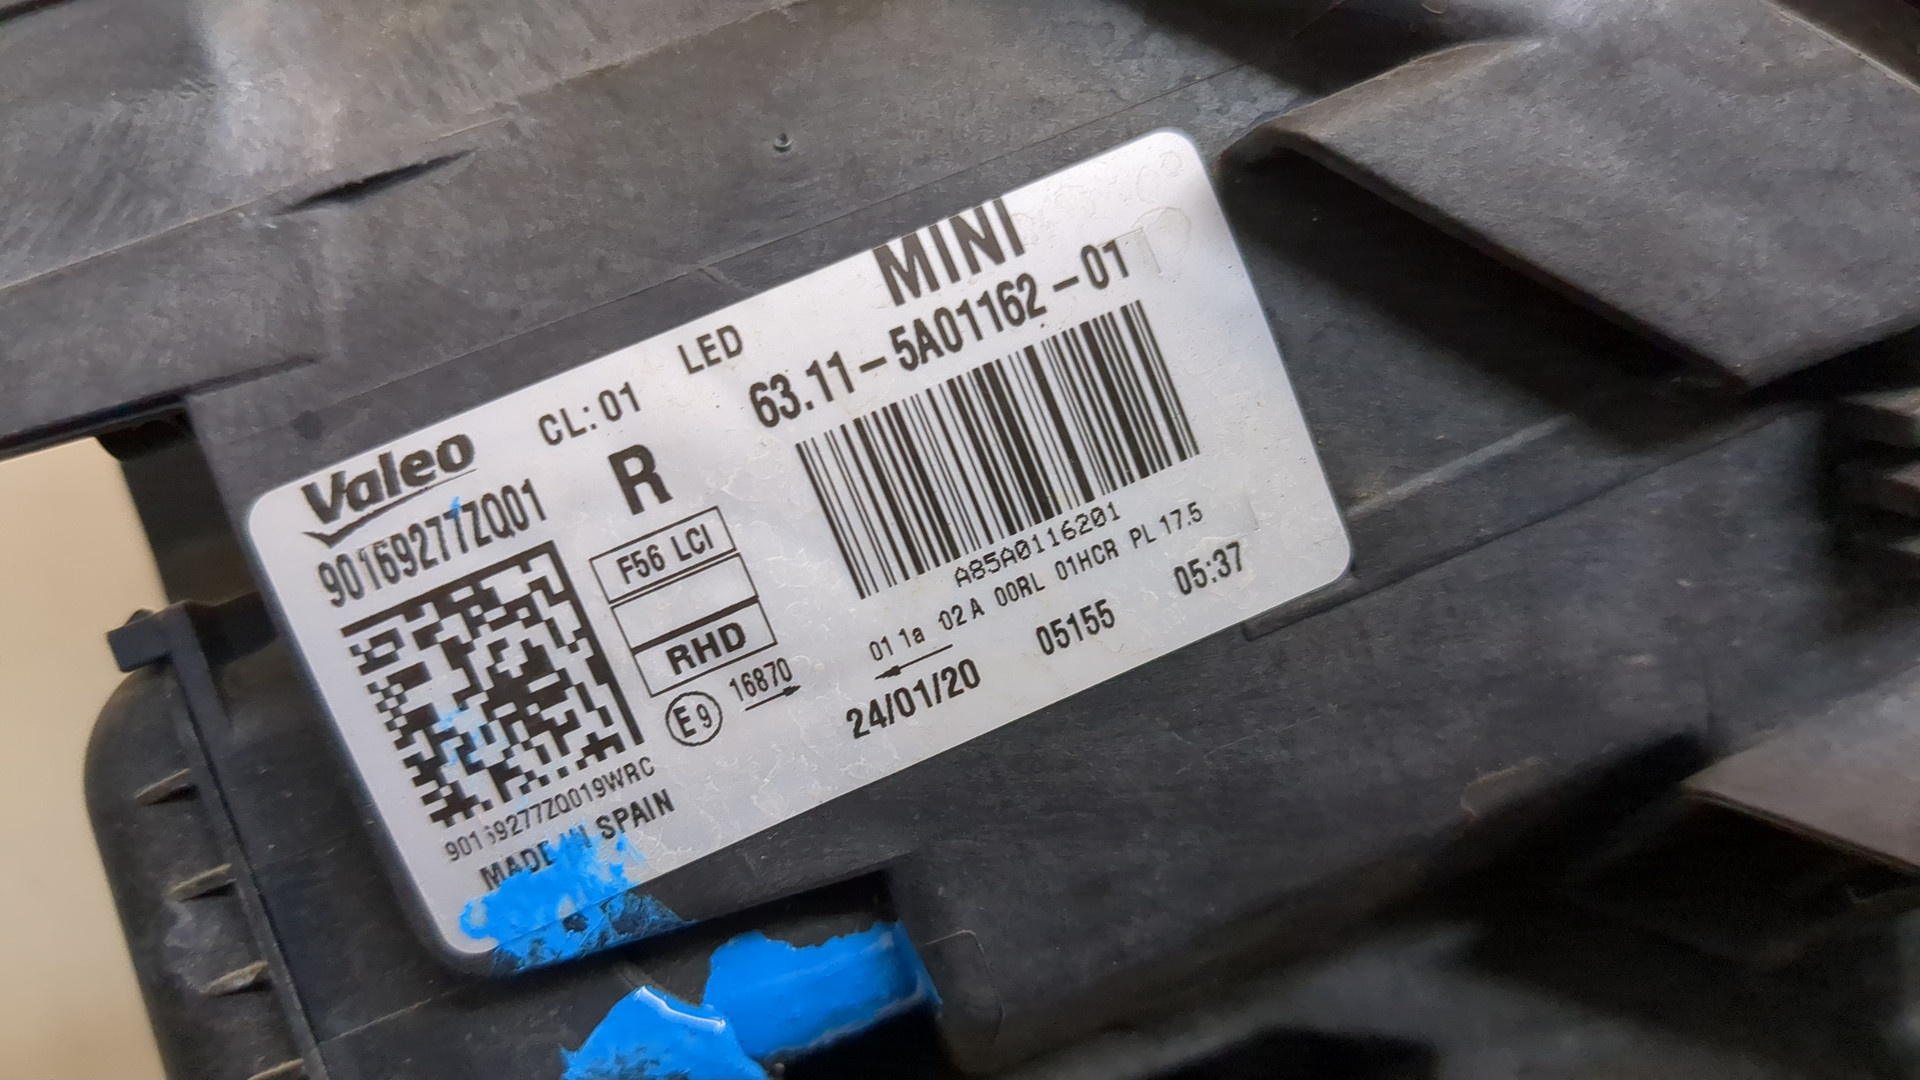 MINI
63.11-5A01162-01
LED
CL: 01
Valeo
90169277ZQ01
R
F56 LCI
RHD
E9
16870
A85A0116201
01 1a 02A 00RL 01HCR PL 17.5
24/01/20 05155 05:37
90169277ZQ019WRC
MADE IN SPAIN